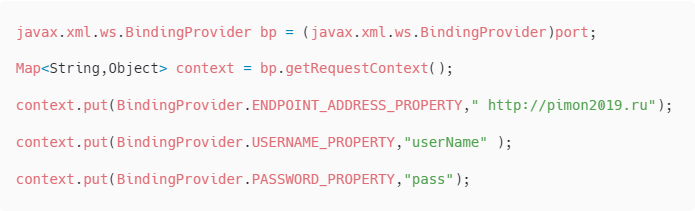 javax.xml.ws.BindingProvider bp = (javax.xml.ws.BindingProvider)port;
Map<String,Object> context = bp.getRequestContext();
context.put(BindingProvider.ENDPOINT_ADDRESS_PROPERTY," http://pimon2019.ru");
context.put(BindingProvider.USERNAME_PROPERTY,"userName" );
context.put(BindingProvider.PASSWORD_PROPERTY,"pass");